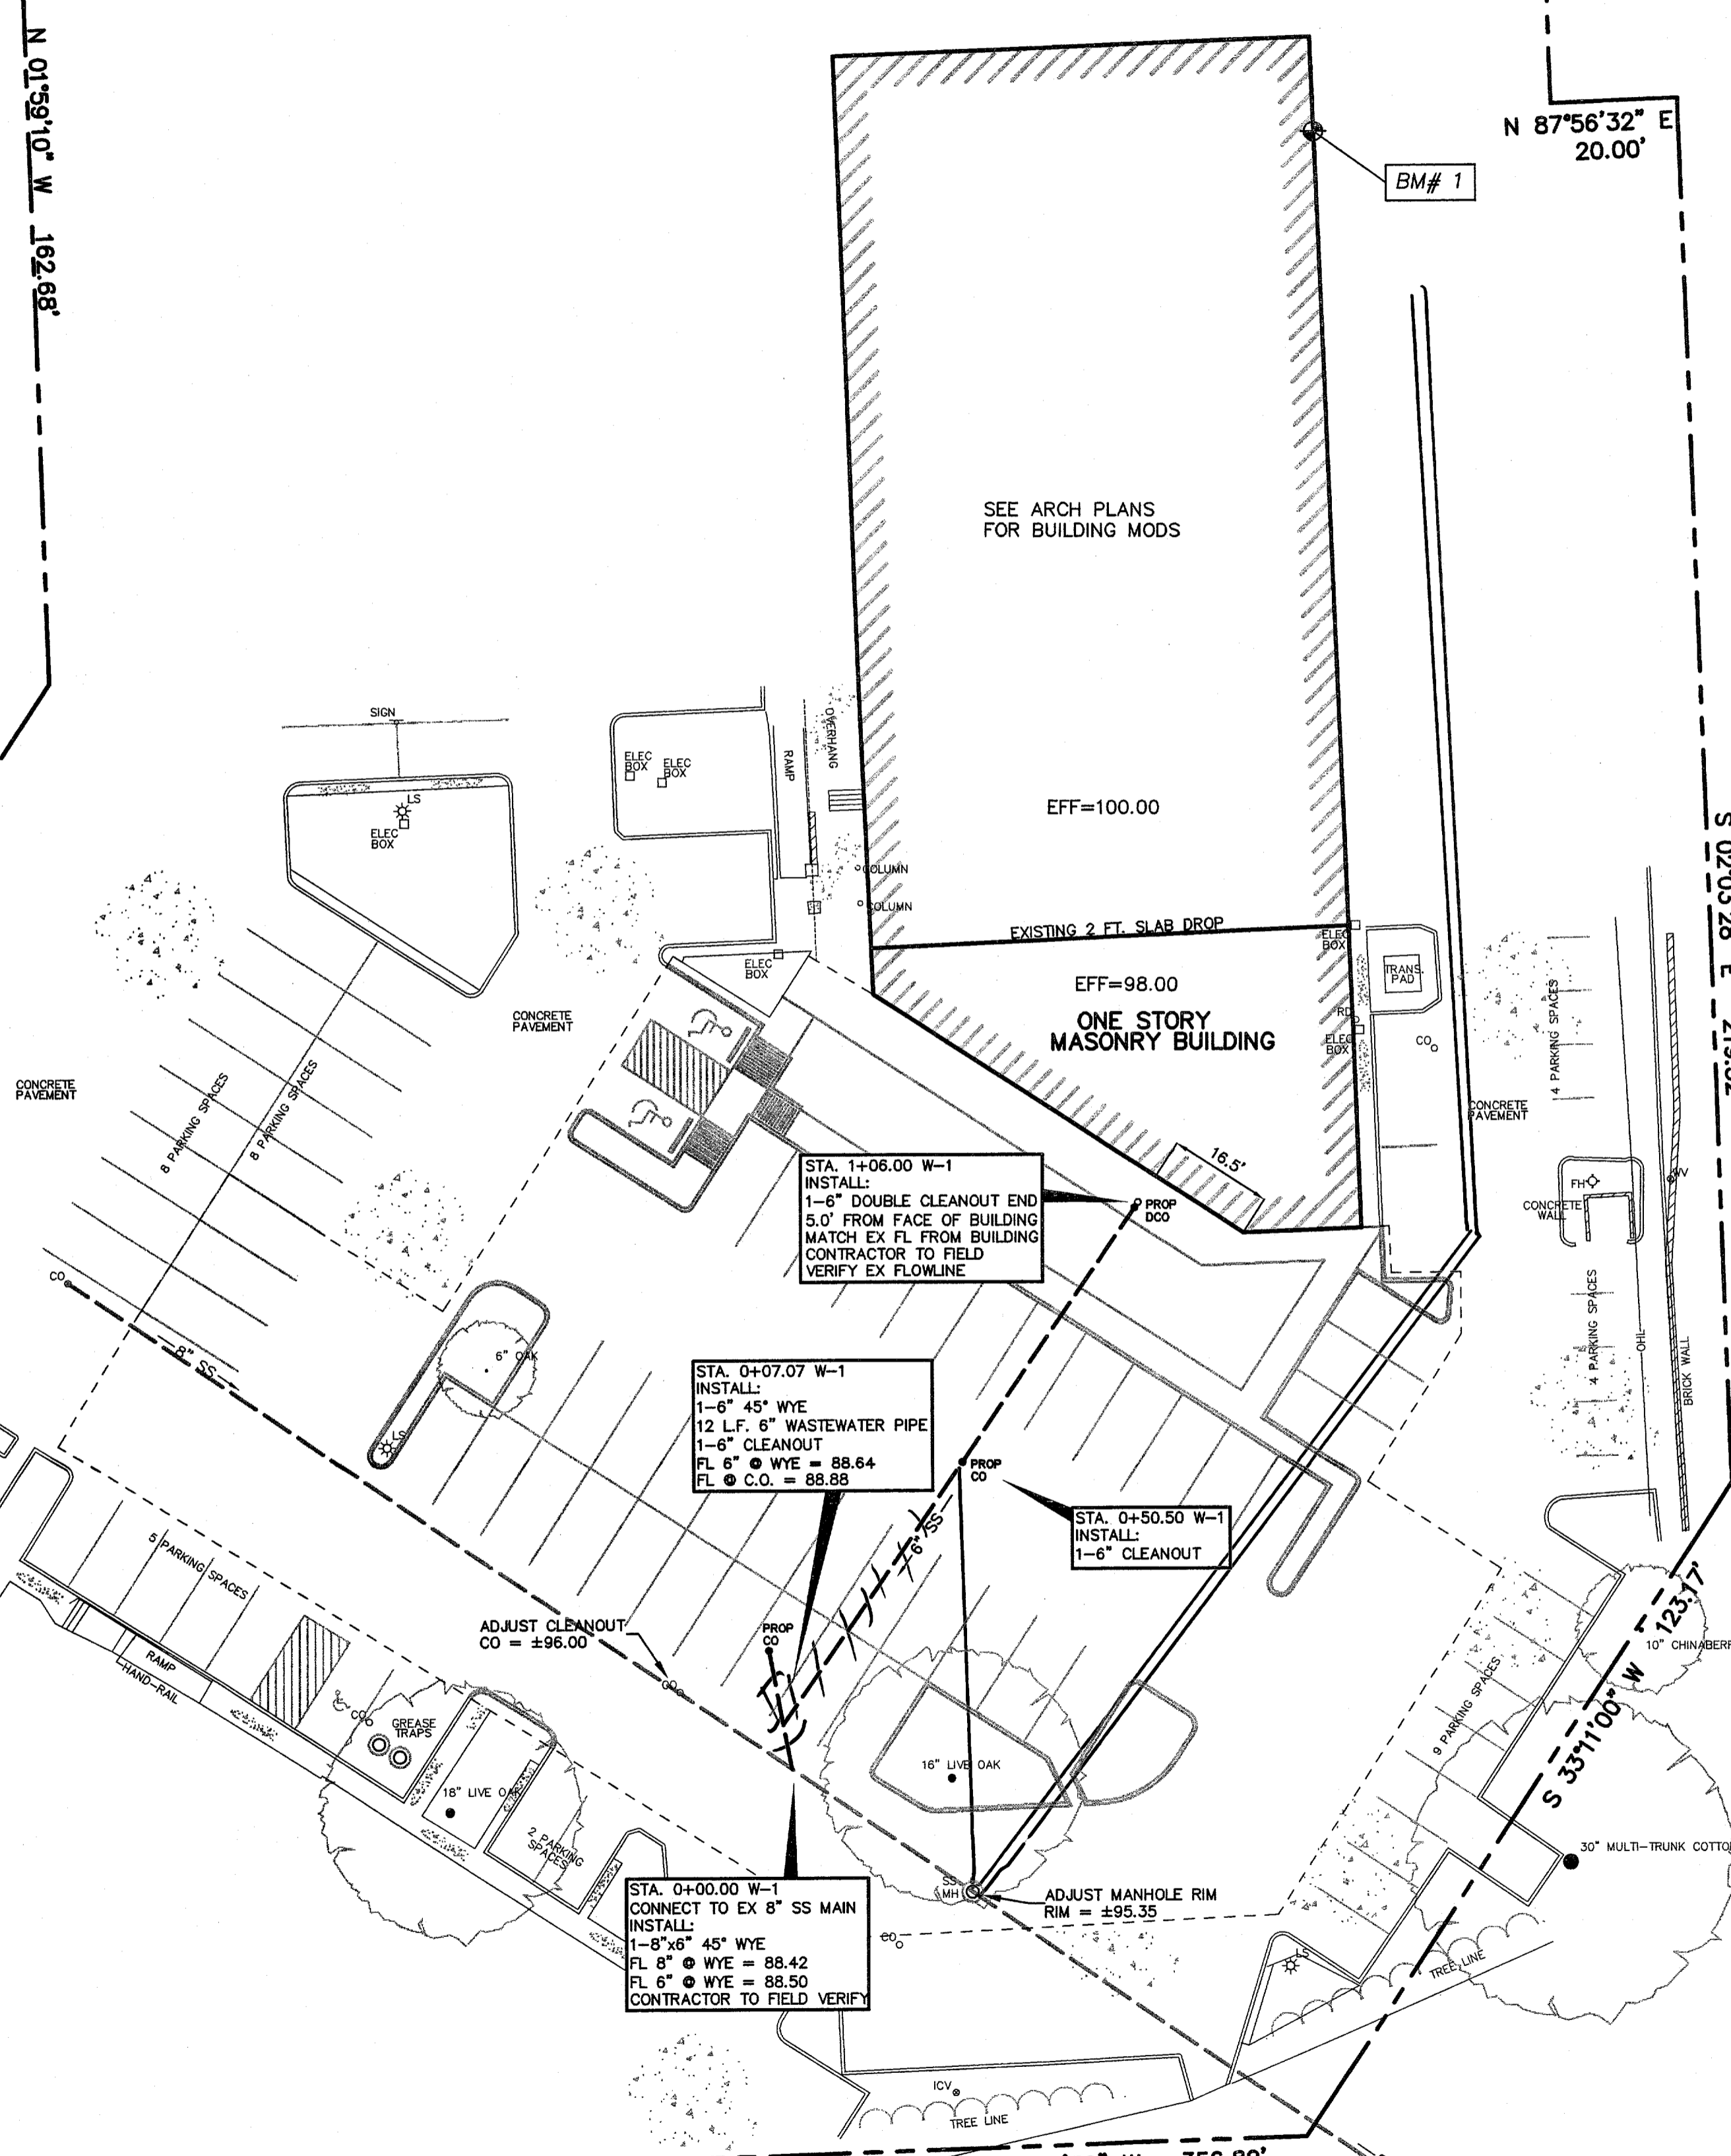 N 01°59'10" W 162.68'
N 87°56'32" E
20.00'
BM# 1
SEE ARCH PLANS
FOR BUILDING MODS
SIGN
ELEC
BOX
ELEC
BOX
RAMP
OVERHANG
LS
ELEC
BOX
EFF=100.00
COLUMN
COLUMN
EXISTING 2 FT. SLAB DROP
ELEC
BOX
ELEC
BOX
TRANS.
PAD
EFF=98.00
ONE STORY
MASONRY BUILDING
RD
ELEC
BOX
CO
4 PARKING SPACES
CONCRETE
PAVEMENT
CONCRETE
PAVEMENT
CONCRETE
PAVEMENT
8 PARKING SPACES
8 PARKING SPACES
16.5'
STA. 1+06.00 W-1
INSTALL:
1-6" DOUBLE CLEANOUT END
5.0' FROM FACE OF BUILDING
MATCH EX FL FROM BUILDING
CONTRACTOR TO FIELD
VERIFY EX FLOWLINE
PROP
DCO
FH
WV
CONCRETE
WALL
4 PARKING SPACES
OHL
BRICK WALL
CO
8" SS
6" OAK
LS
STA. 0+07.07 W-1
INSTALL:
1-6" 45° WYE
12 L.F. 6" WASTEWATER PIPE
1-6" CLEANOUT
FL 6" @ WYE = 88.64
FL @ C.O. = 88.88
PROP
CO
6" SS
STA. 0+50.50 W-1
INSTALL:
1-6" CLEANOUT
5 PARKING SPACES
ADJUST CLEANOUT
CO = ±96.00
PROP
CO
CO
RAMP
HAND-RAIL
CO
GREASE
TRAPS
18" LIVE OAK
2 PARKING
SPACES
16" LIVE OAK
9 PARKING SPACES
S 33°11'00" W 123.17'
30" MULTI-TRUNK
SS
MH
ADJUST MANHOLE RIM
RIM = ±95.35
STA. 0+00.00 W-1
CONNECT TO EX 8" SS MAIN
INSTALL:
1-8"x6" 45° WYE
FL 8" @ WYE = 88.42
FL 6" @ WYE = 88.50
CONTRACTOR TO FIELD VERIFY
CO
LS
TREE LINE
ICV
TREE LINE